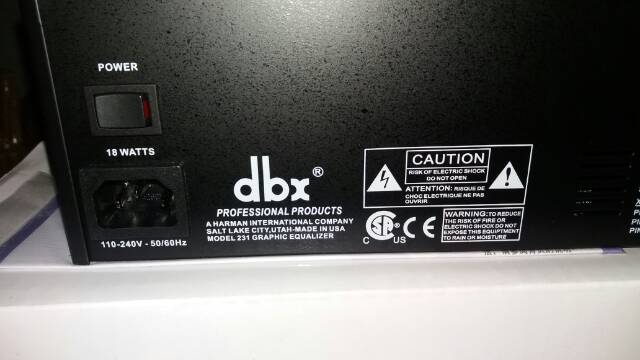 POWER
18 WATTS
110-240V - 50/60Hz
dbx®
PROFESSIONAL PRODUCTS
A HARMAN INTERNATIONAL COMPANY
SALT LAKE CITY,UTAH-MADE IN USA
MODEL 231 GRAPHIC EQUALIZER
CAUTION
RISK OF ELECTRIC SHOCK
DO NOT OPEN
ATTENTION: RISQUE DE
CHOC ELECTRIQUE NE PAS
OUVRIR
C US CE
WARNING:TO REDUCE
THE RISK OF FIRE OR
ELECTRIC SHOCK DO NOT
EXPOSE THIS EQUIPTMENT
TO RAIN OR MOISTURE